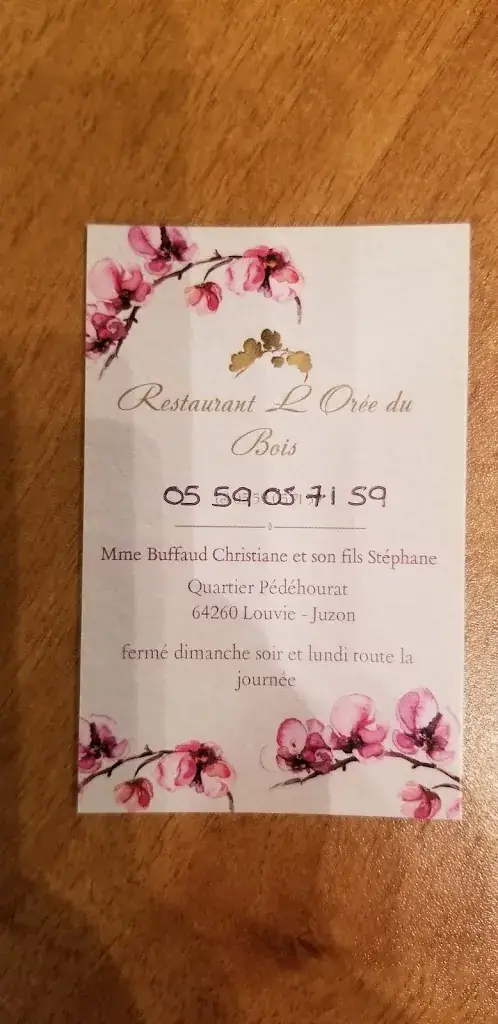 Restaurant L Orée du
Bois
05 59 05 71 59
Mme Buffaud Christiane et son fils Stéphane
Quartier Pédéhourat
64260 Louvie - Juzon
fermé dimanche soir et lundi toute la
journée